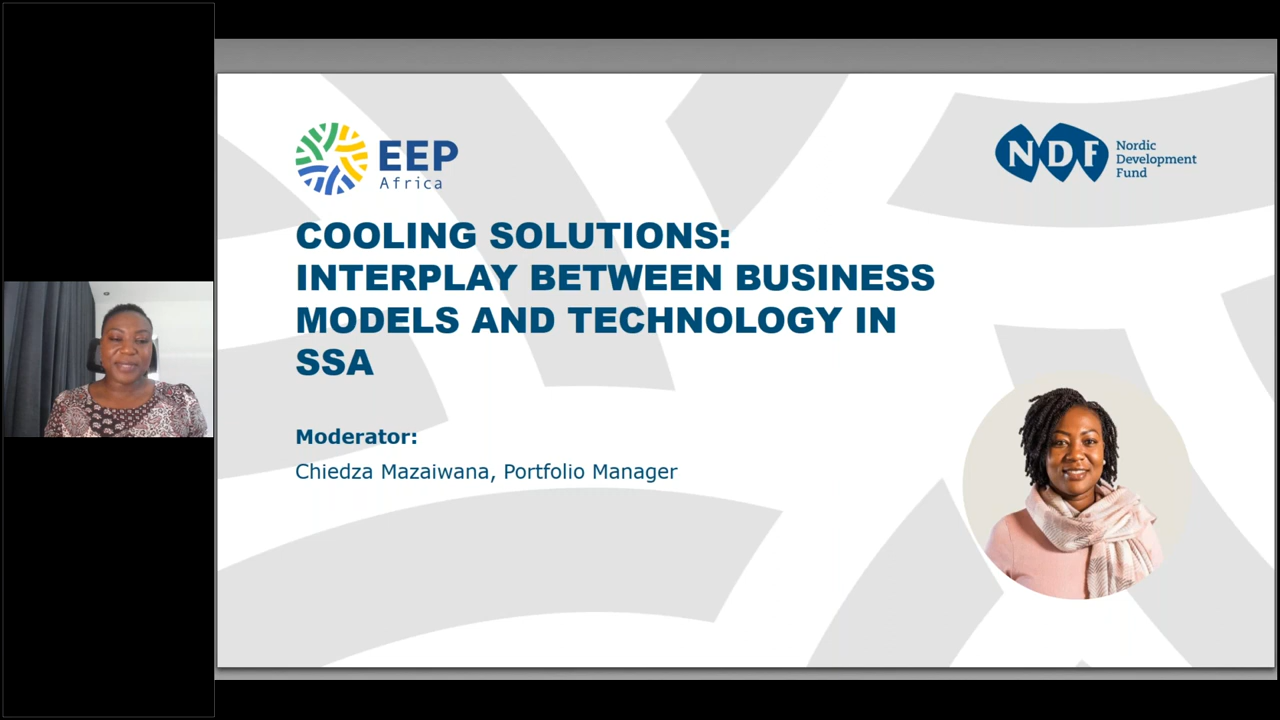 EEP
Africa
NDF
Nordic
Development
Fund
COOLING SOLUTIONS:
INTERPLAY BETWEEN BUSINESS
MODELS AND TECHNOLOGY IN
SSA
Moderator:
Chiedza Mazaiwana, Portfolio Manager